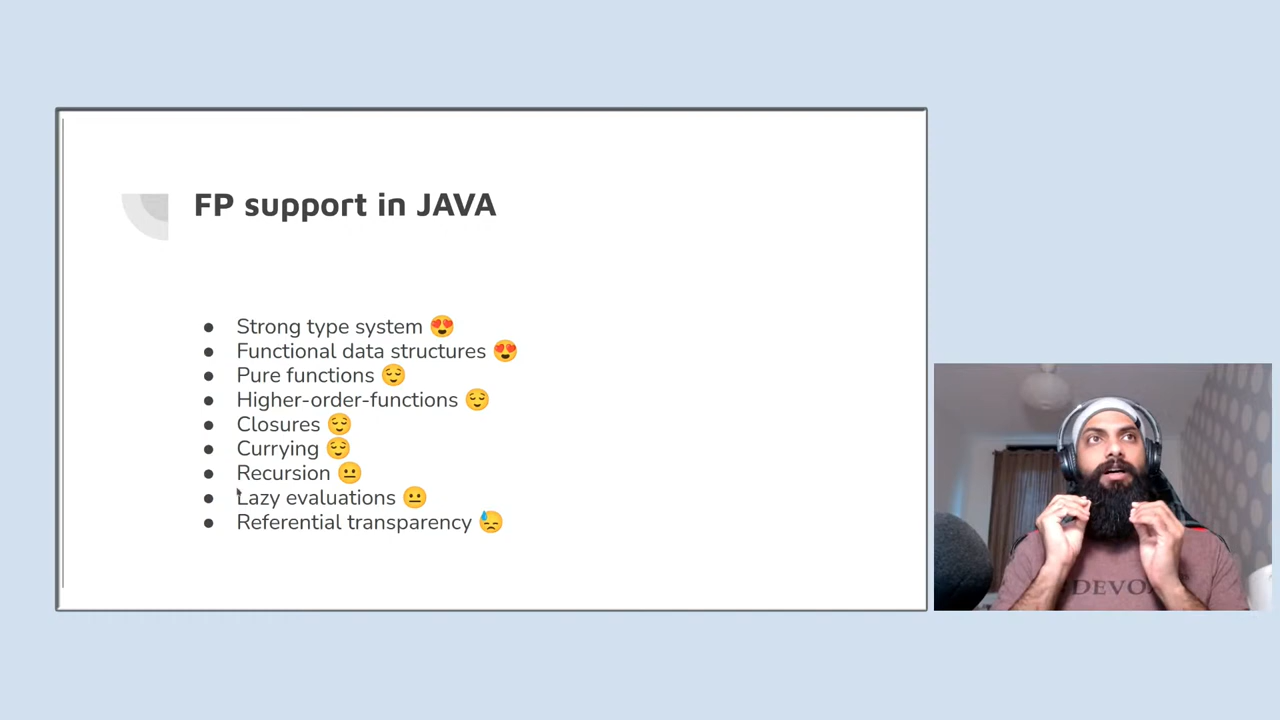 FP support in JAVA
● Strong type system 😍
● Functional data structures 😍
● Pure functions 😌
● Higher-order-functions 😌
● Closures 😌
● Currying 😌
● Recursion 😐
● Lazy evaluations 😐
● Referential transparency 😓
DEVO